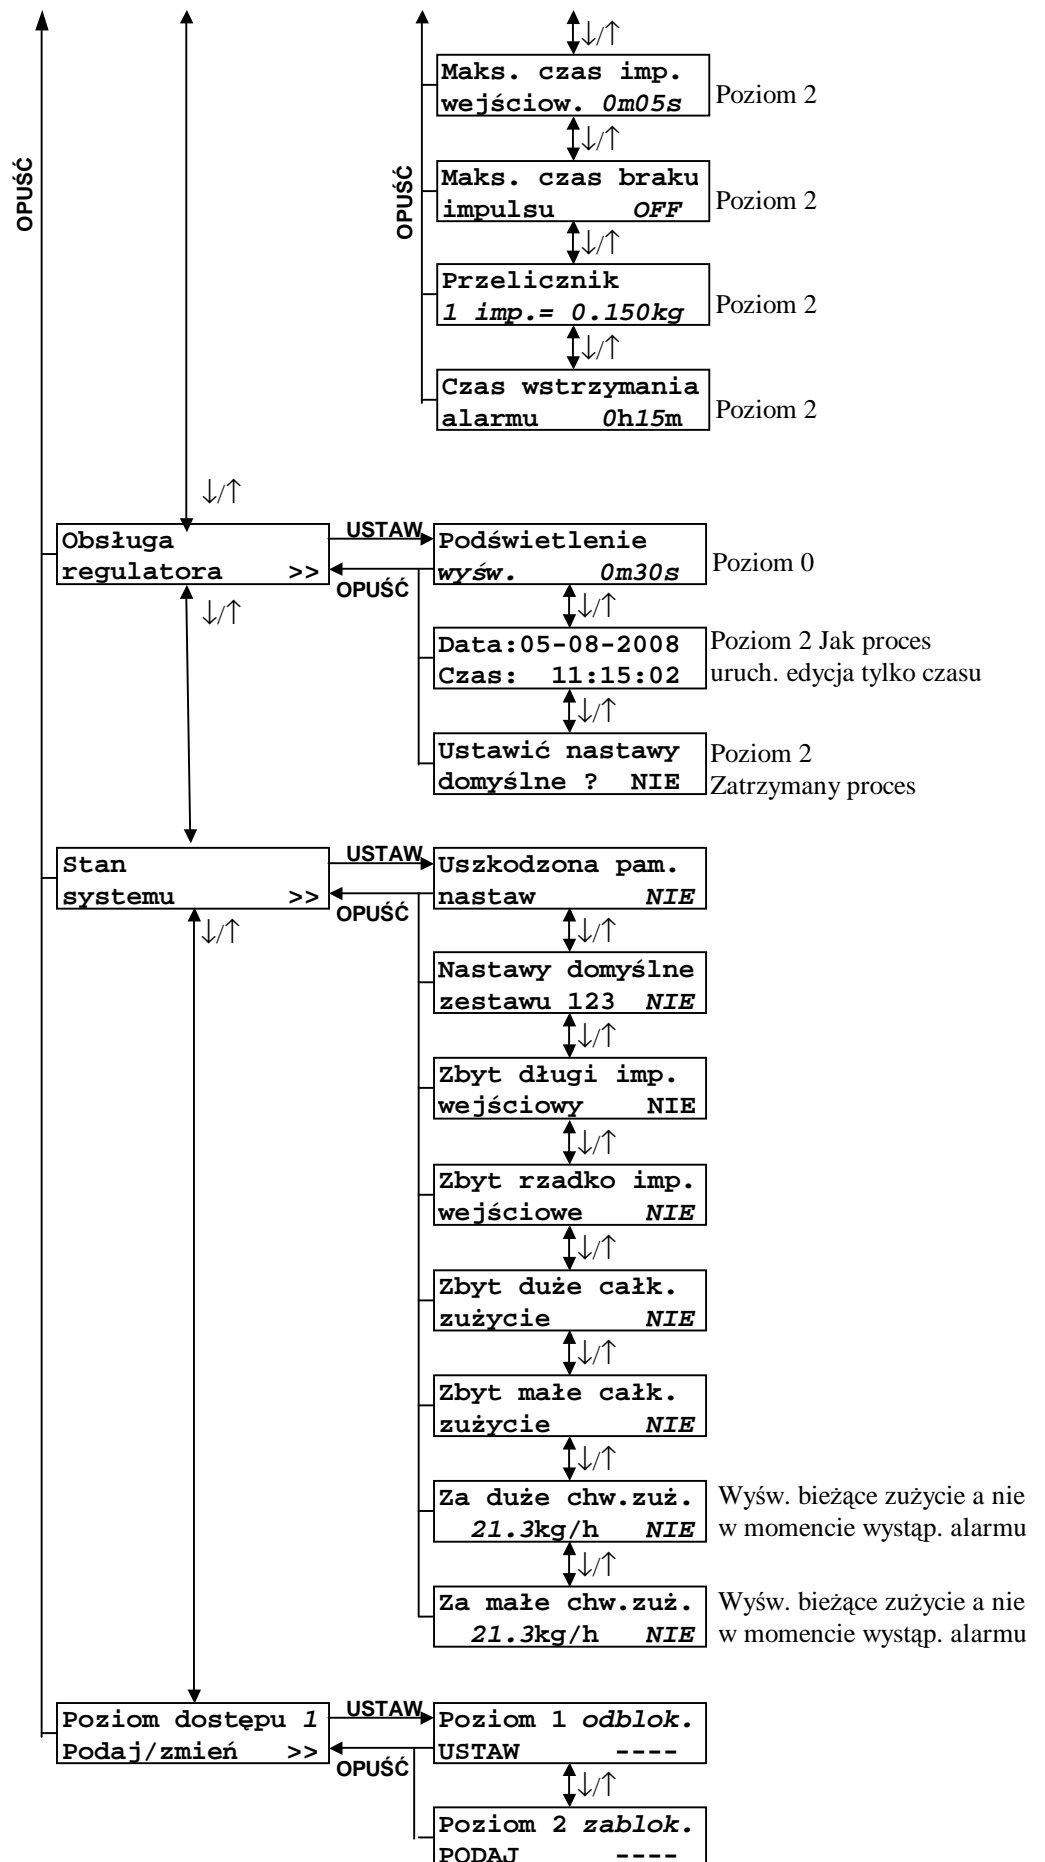 ↓/↑
Maks. czas imp.
wejściow. 0m05s
Poziom 2
↓/↑
OPUŚĆ
OPUŚĆ
Maks. czas braku
impulsu OFF
Poziom 2
↓/↑
Przelicznik
1 imp.= 0.150kg
Poziom 2
↓/↑
Czas wstrzymania
alarmu 0h15m
Poziom 2
↓/↑
Obsługa
regulatora >>
USTAW
OPUŚĆ
Podświetlenie
wyśw. 0m30s
Poziom 0
↓/↑
↓/↑
Data:05-08-2008
Czas: 11:15:02
Poziom 2 Jak proces
uruch. edycja tylko czasu
↓/↑
Ustawić nastawy
domyślne ? NIE
Poziom 2
Zatrzymany proces
Stan
systemu >>
USTAW
OPUŚĆ
Uszkodzona pam.
nastaw NIE
↓/↑
↓/↑
Nastawy domyślne
zestawu 123 NIE
↓/↑
Zbyt długi imp.
wejściowy NIE
↓/↑
Zbyt rzadko imp.
wejściowe NIE
↓/↑
Zbyt duże całk.
zużycie NIE
↓/↑
Zbyt małe całk.
zużycie NIE
↓/↑
Za duże chw.zuż.
21.3kg/h NIE
Wyśw. bieżące zużycie a nie
w momencie wystąp. alarmu
↓/↑
Za małe chw.zuż.
21.3kg/h NIE
Wyśw. bieżące zużycie a nie
w momencie wystąp. alarmu
Poziom dostępu 1
Podaj/zmień >>
USTAW
OPUŚĆ
Poziom 1 odblok.
USTAW ----
↓/↑
Poziom 2 zablok.
PODAJ ----